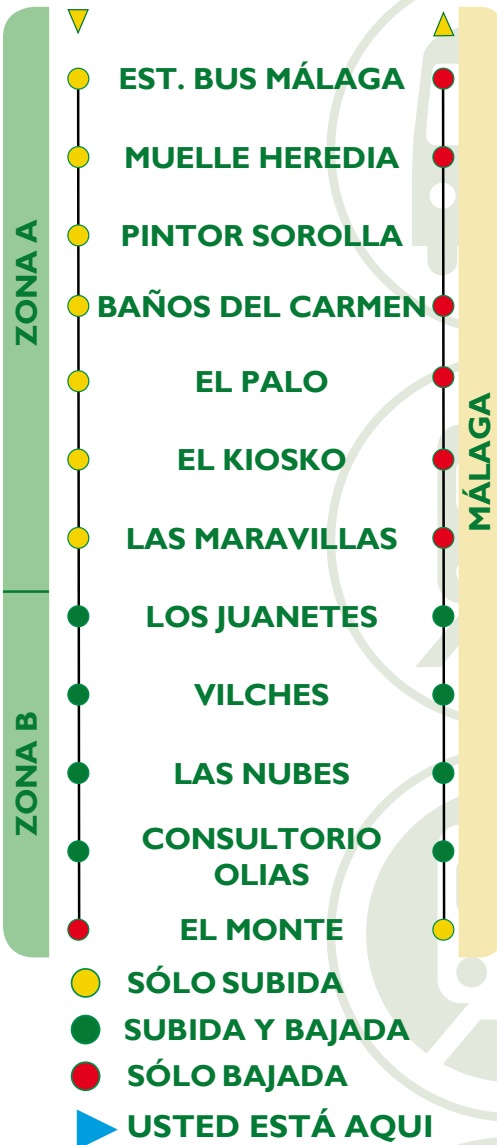 ZONA A
ZONA B
EST. BUS MÁLAGA
MUELLE HEREDIA
PINTOR SOROLLA
BAÑOS DEL CARMEN
EL PALO
EL KIOSKO
LAS MARAVILLAS
LOS JUANETES
VILCHES
LAS NUBES
CONSULTORIO
OLIAS
EL MONTE
MÁLAGA
SÓLO SUBIDA
SUBIDA Y BAJADA
SÓLO BAJADA
USTED ESTÁ AQUI